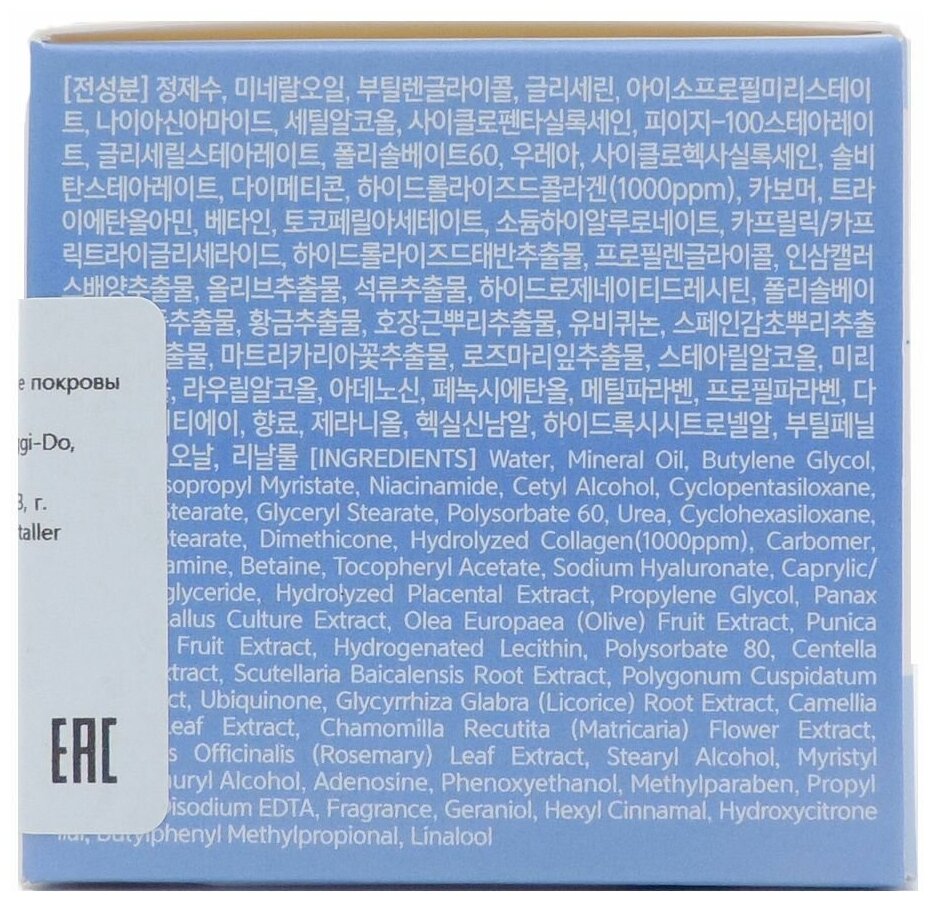 [전성분] 정제수, 미네랄오일, 부틸렌글라이콜, 글리세린, 아이소프로필미리스테이
트, 나이아신아마이드, 세틸알코올, 사이클로펜타실록세인, 피이지-100스테아레이
트, 글리세릴스테아레이트, 폴리솔베이트60, 우레아, 사이클로헥사실록세인, 솔비
탄스테아레이트, 다이메티콘, 하이드롤라이즈드콜라겐(1000ppm), 카보머, 트라
이에탄올아민, 베타인, 토코페릴아세테이트, 소듐하이알루로네이트, 카프릴릭/카프
릭트라이글리세라이드, 하이드롤라이즈드태반추출물, 프로필렌글라이콜, 인삼캘러
스배양추출물, 올리브추출물, 석류추출물, 하이드로제네이티드레시틴, 폴리솔베이
추출물, 황금추출물, 호장근뿌리추출물, 유비퀴논, 스페인감초뿌리추출
출물, 마트리카리아꽃추출물, 로즈마리잎추출물, 스테아릴알코올, 미리
라우릴알코올, 아데노신, 페녹시에탄올, 메틸파라벤, 프로필파라벤, 다
티에이, 향료, 제라니올, 헥실신남알, 하이드록시시트로넬알, 부틸페닐
오날, 리날룰 [INGREDIENTS] Water, Mineral Oil, Butylene Glycol,
sopropyl Myristate, Niacinamide, Cetyl Alcohol, Cyclopentasiloxane,
stearate, Glyceryl Stearate, Polysorbate 60, Urea, Cyclohexasiloxane,
stearate, Dimethicone, Hydrolyzed Collagen(1000ppm), Carbomer,
amine, Betaine, Tocopheryl Acetate, Sodium Hyaluronate, Caprylic/
glyceride, Hydrolyzed Placental Extract, Propylene Glycol, Panax
allus Culture Extract, Olea Europaea (Olive) Fruit Extract, Punica
Fruit Extract, Hydrogenated Lecithin, Polysorbate 80, Centella
xtract, Scutellaria Baicalensis Root Extract, Polygonum Cuspidatum
ct, Ubiquinone, Glycyrrhiza Glabra (Licorice) Root Extract, Camellia
Leaf Extract, Chamomilla Recutita (Matricaria) Flower Extract,
s Officinalis (Rosemary) Leaf Extract, Stearyl Alcohol, Myristyl
auryl Alcohol, Adenosine, Phenoxyethanol, Methylparaben, Propyl
Disodium EDTA, Fragrance, Geraniol, Hexyl Cinnamal, Hydroxycitrone
llal, Butylphenyl Methylpropional, Linalool
е покровы
ggi-Do,
3, г.
taller
EAC